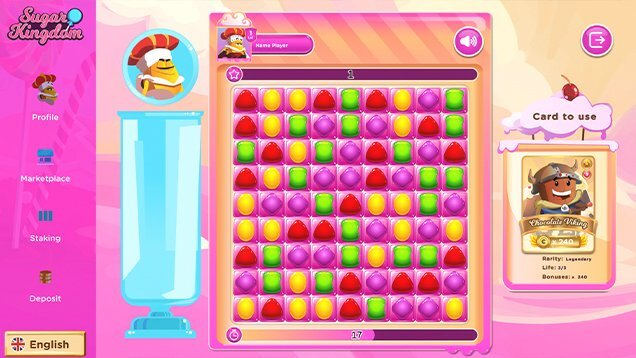 Sugar
Kingdom
Profile
Marketplace
Staking
Deposit
English
1
Name Player
1
17
Card to use
Chocolate Viking
x 240
Rarity: Legendary
Life: 3/3
Bonuses: x 240